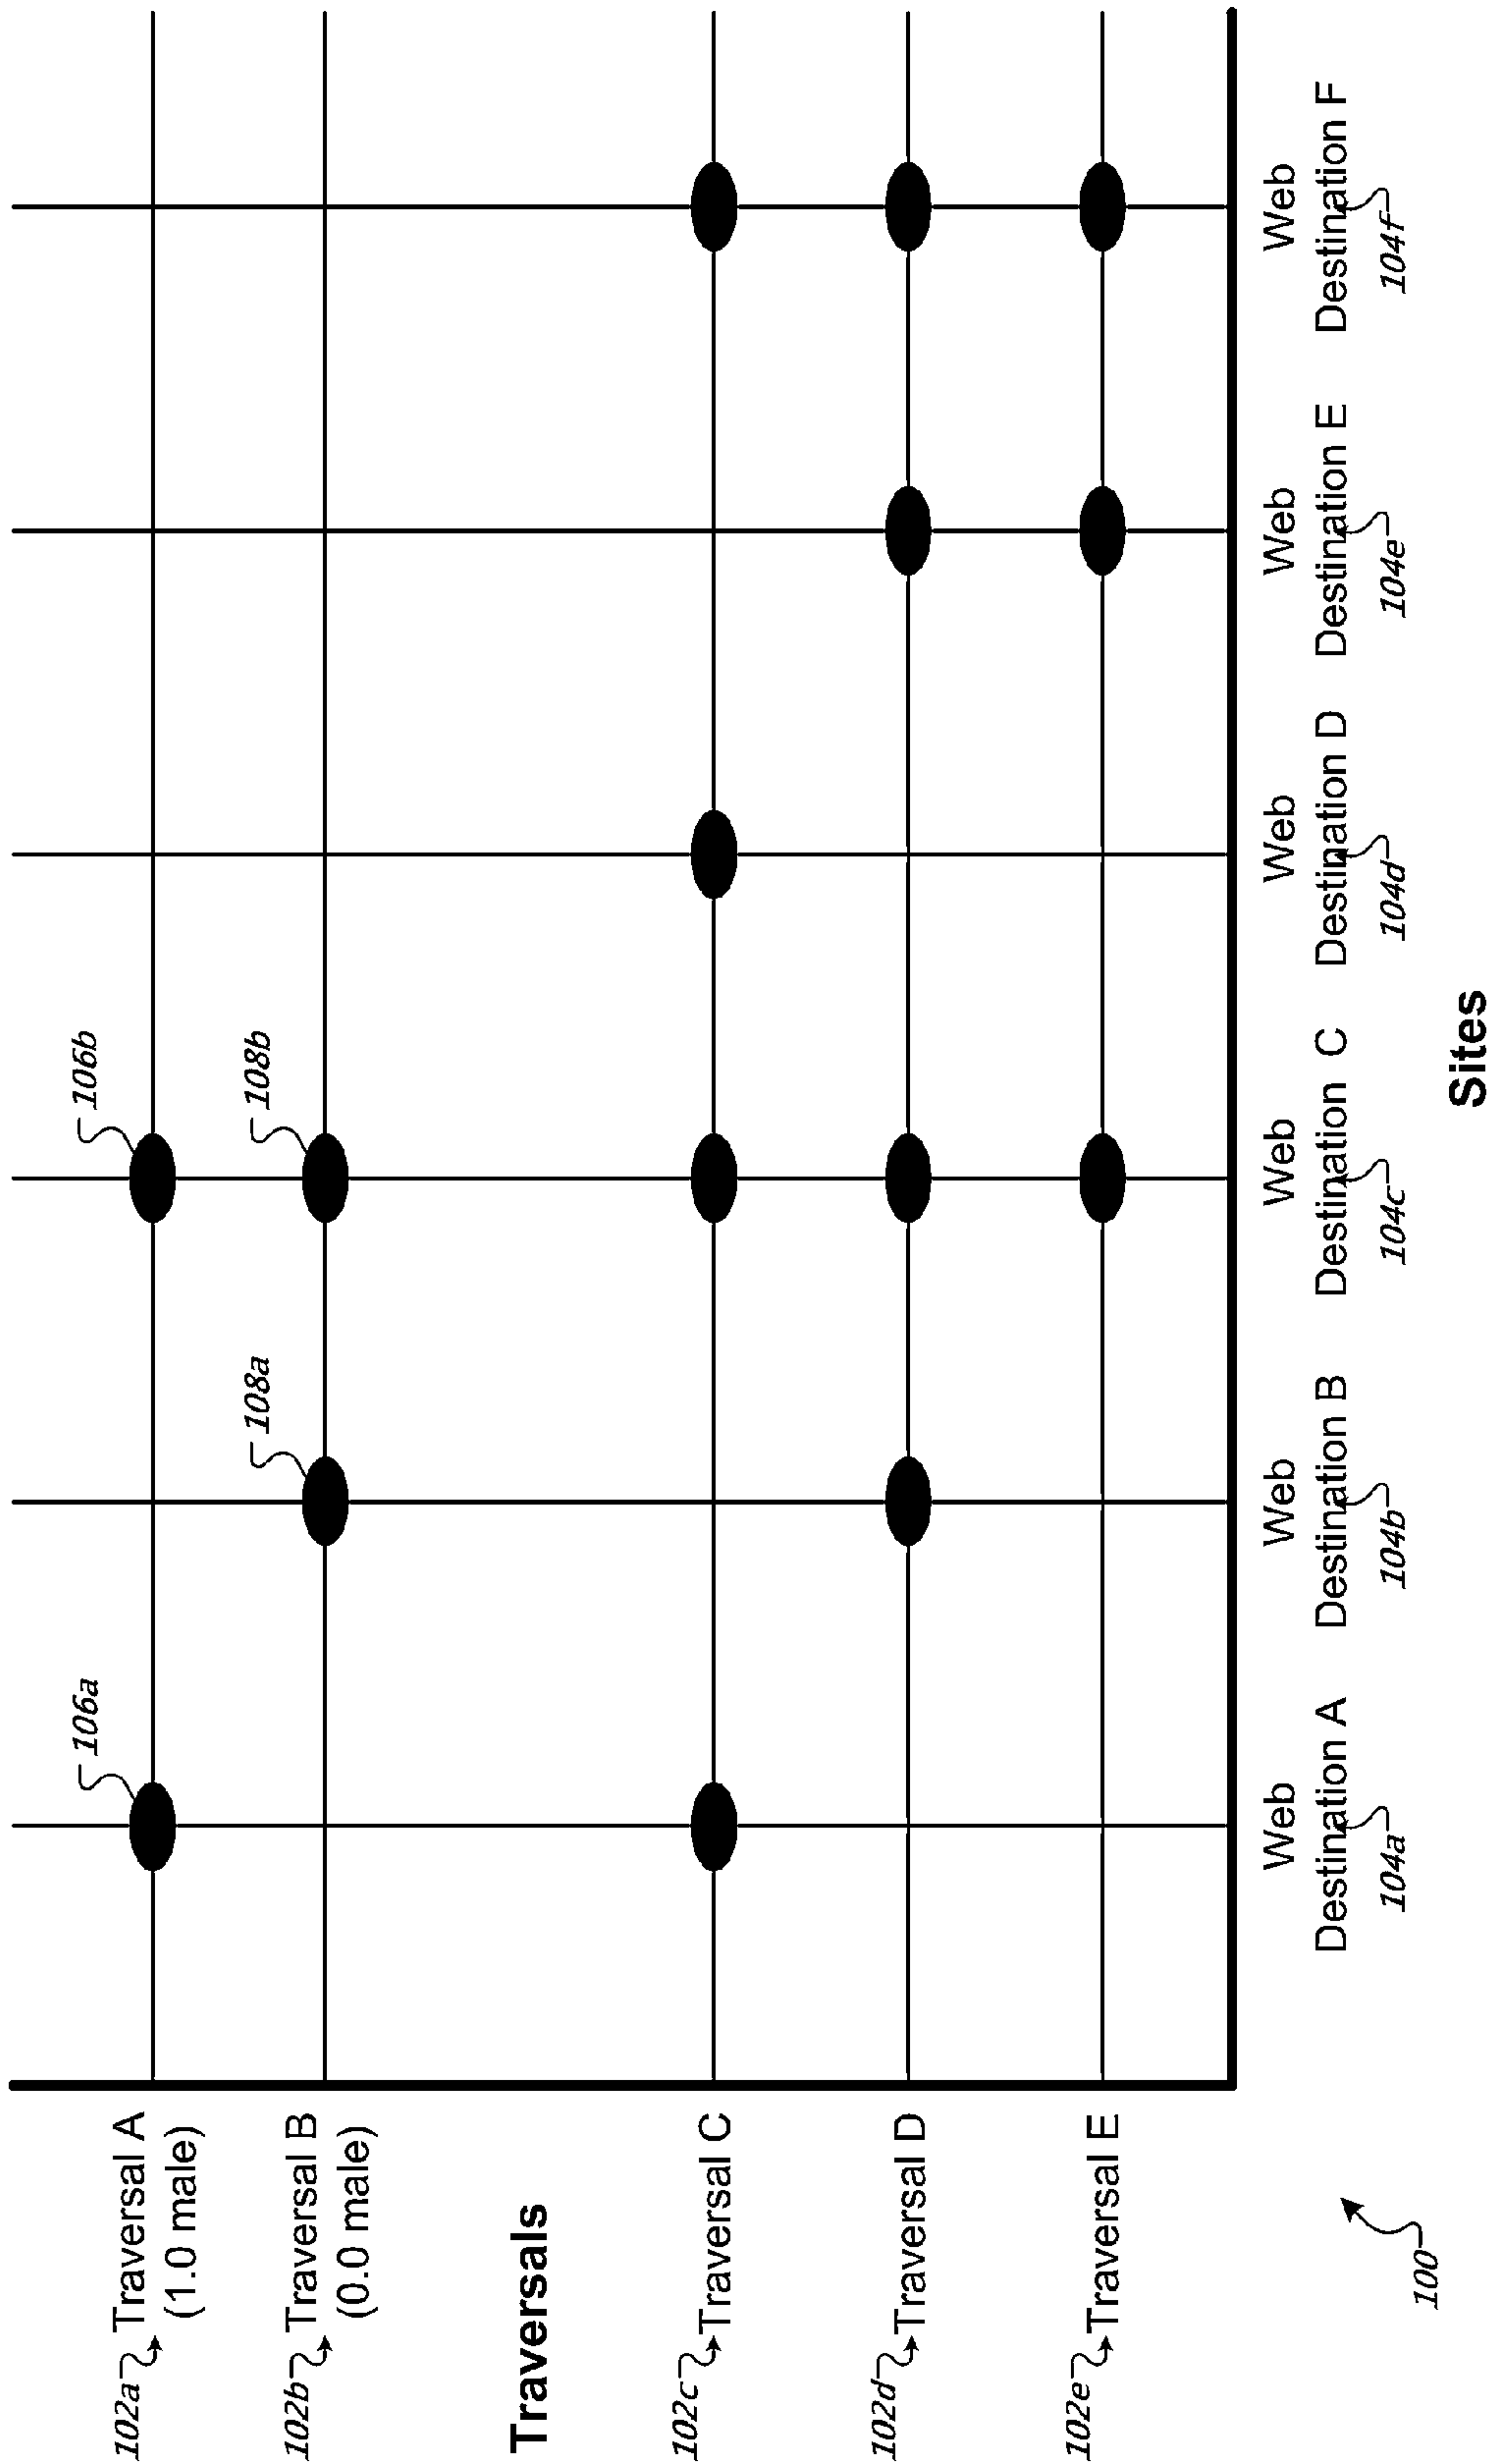 102a
Traversal A
(1.0 male)
106a
106b
102b
Traversal B
(0.0 male)
108a
108b
Traversals
102c
Traversal C
102d
Traversal D
102e
Traversal E
Web
Destination A
104a
Web
Destination B
104b
Web
Destination C
104c
Web
Destination D
104d
Web
Destination E
104e
Web
Destination F
104f
Sites
100